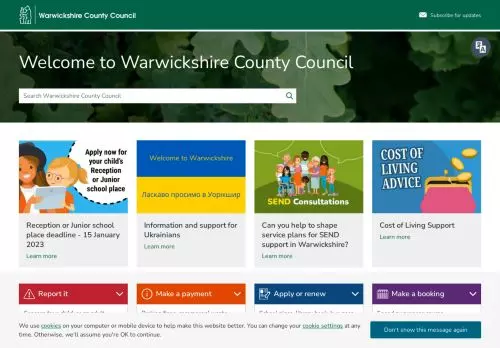 Warwickshire County Council
Subscribe for updates
Welcome to Warwickshire County Council
Search Warwickshire County Council
Apply now for
your child's
Reception
or Junior
school place
Welcome to Warwickshire
Ласкаво просимо в Уорікшир
SEND Consultations
COST OF
LIVING
ADVICE
Reception or Junior school
place deadline - 15 January
2023
Learn more
Information and support for
Ukrainians
Learn more
Can you help to shape
service plans for SEND
support in Warwickshire?
Learn more
Cost of Living Support
Learn more
Report it
Make a payment
Apply or renew
Make a booking
We use cookies on your computer or mobile device to help make this website better. You can change your cookie settings at any
time. Otherwise, we'll assume you're OK to continue.
Don't show this message again